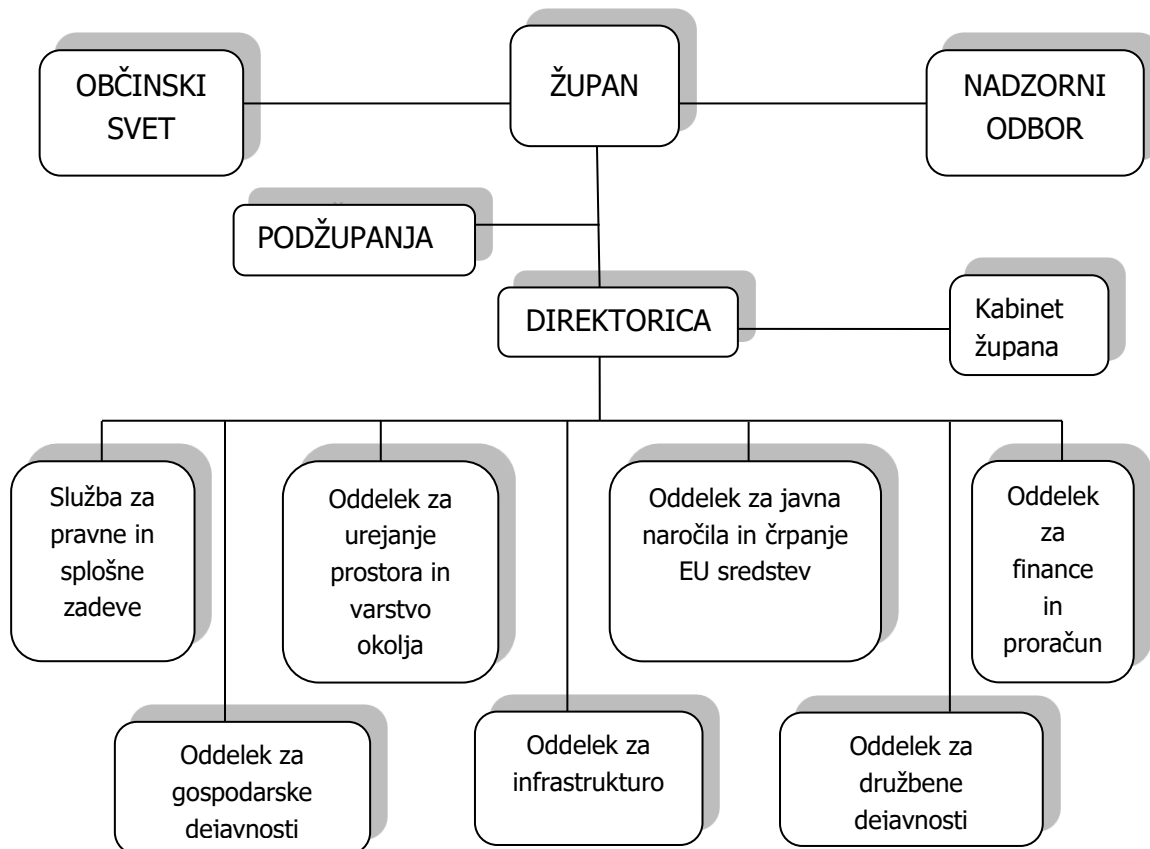 OBČINSKI
SVET
ŽUPAN
NADZORNI
ODBOR
PODŽUPANJA
DIREKTORICA
Kabinet
župana
Služba za
pravne in
splošne
zadeve
Oddelek za
urejanje
prostora in
varstvo
okolja
Oddelek za javna
naročila in črpanje
EU sredstev
Oddelek
za
finance
in
proračun
Oddelek za
gospodarske
dejavnosti
Oddelek za
infrastrukturo
Oddelek za
družbene
dejavnosti